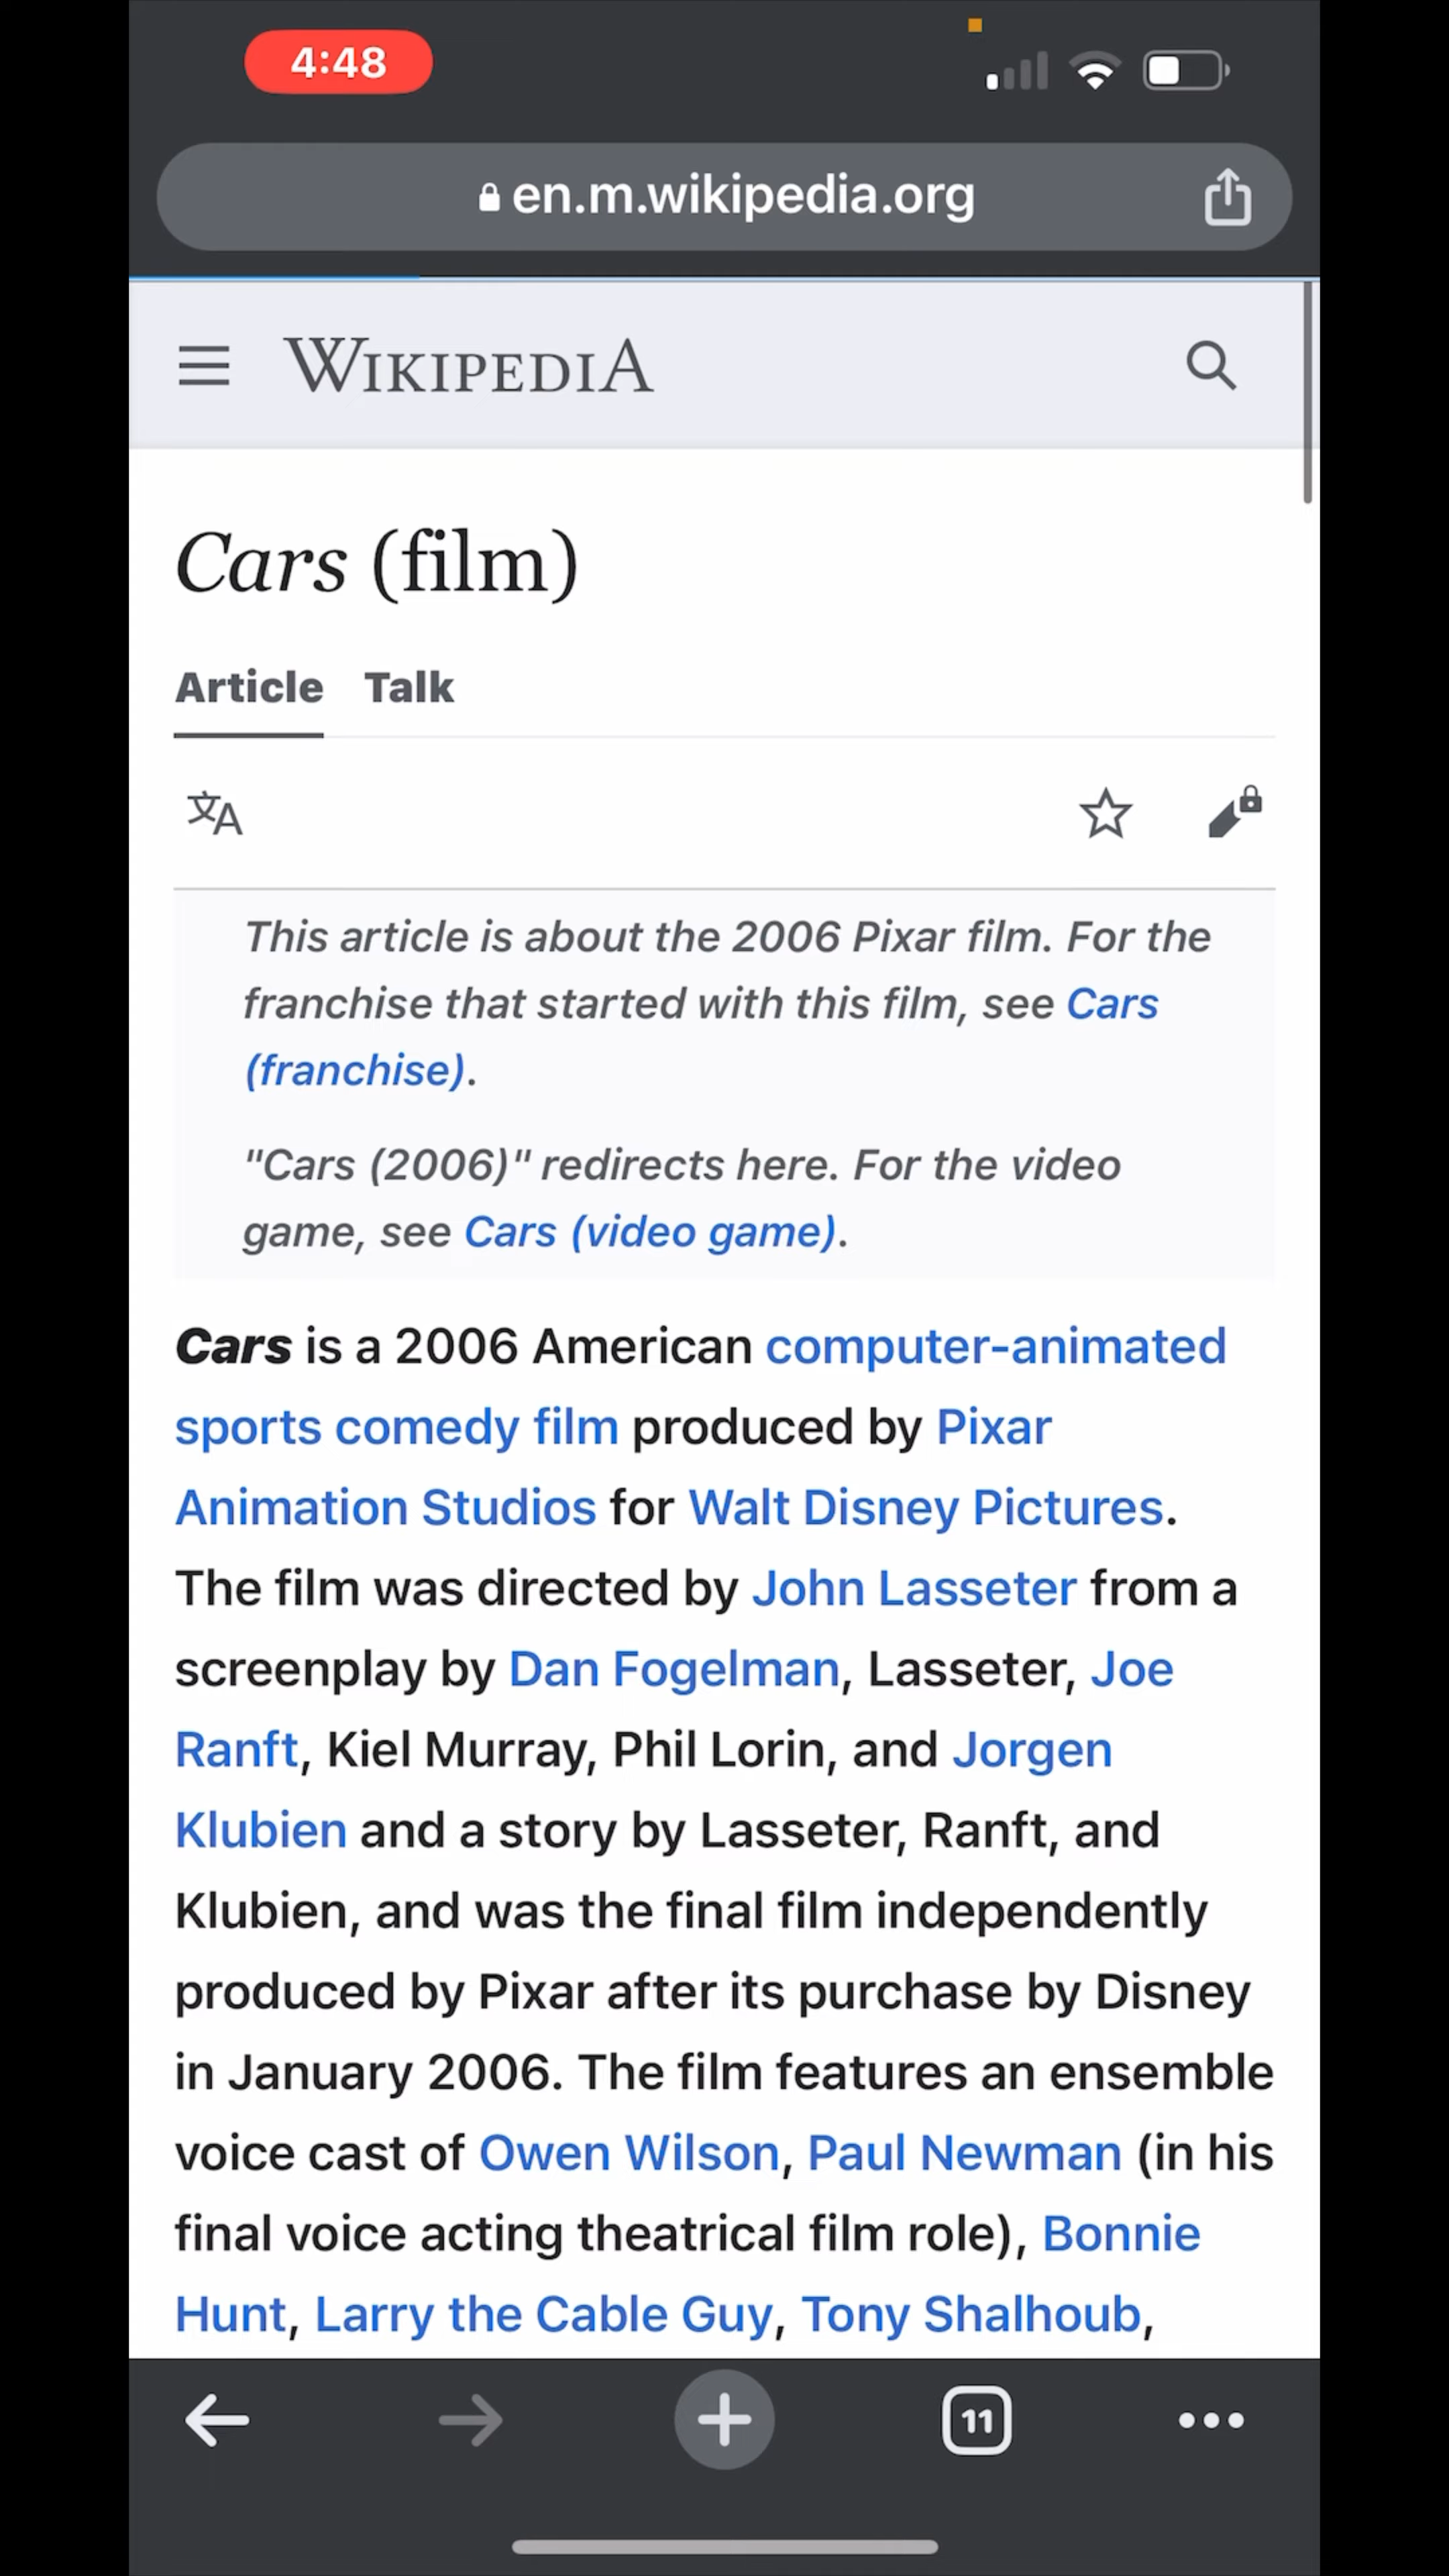 4:48
en.m.wikipedia.org
WIKIPEDIA
Cars (film)
Article Talk
文A
This article is about the 2006 Pixar film. For the
franchise that started with this film, see Cars
(franchise).
"Cars (2006)" redirects here. For the video
game, see Cars (video game).
Cars is a 2006 American computer-animated
sports comedy film produced by Pixar
Animation Studios for Walt Disney Pictures.
The film was directed by John Lasseter from a
screenplay by Dan Fogelman, Lasseter, Joe
Ranft, Kiel Murray, Phil Lorin, and Jorgen
Klubien and a story by Lasseter, Ranft, and
Klubien, and was the final film independently
produced by Pixar after its purchase by Disney
in January 2006. The film features an ensemble
voice cast of Owen Wilson, Paul Newman (in his
final voice acting theatrical film role), Bonnie
Hunt, Larry the Cable Guy, Tony Shalhoub,
11